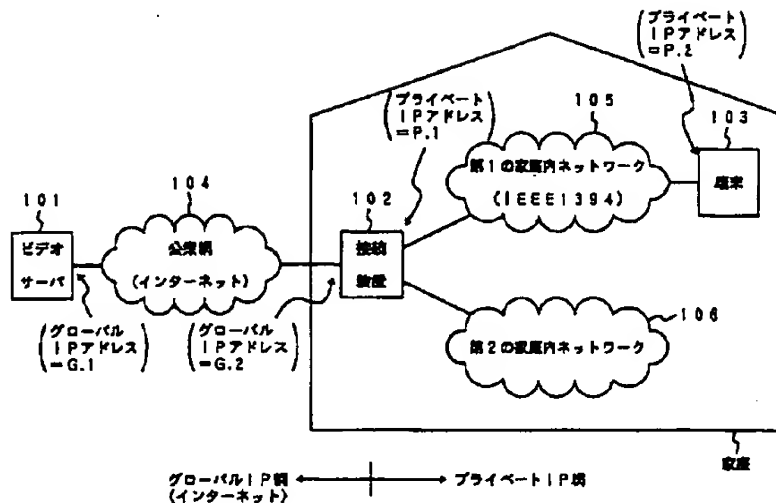 プライベート
IPアドレス
=P.2
プライベート
IPアドレス
=P.1
105
103
第1の家庭内ネットワーク
(IEEE1394)
端末
101
104
102
ビデオ
サーバ
公衆網
(インターネット)
接続
装置
グローバル
IPアドレス
=G.1
グローバル
IPアドレス
=G.2
106
第2の家庭内ネットワーク
家庭
グローバルIP網
(インターネット)
プライベートIP網